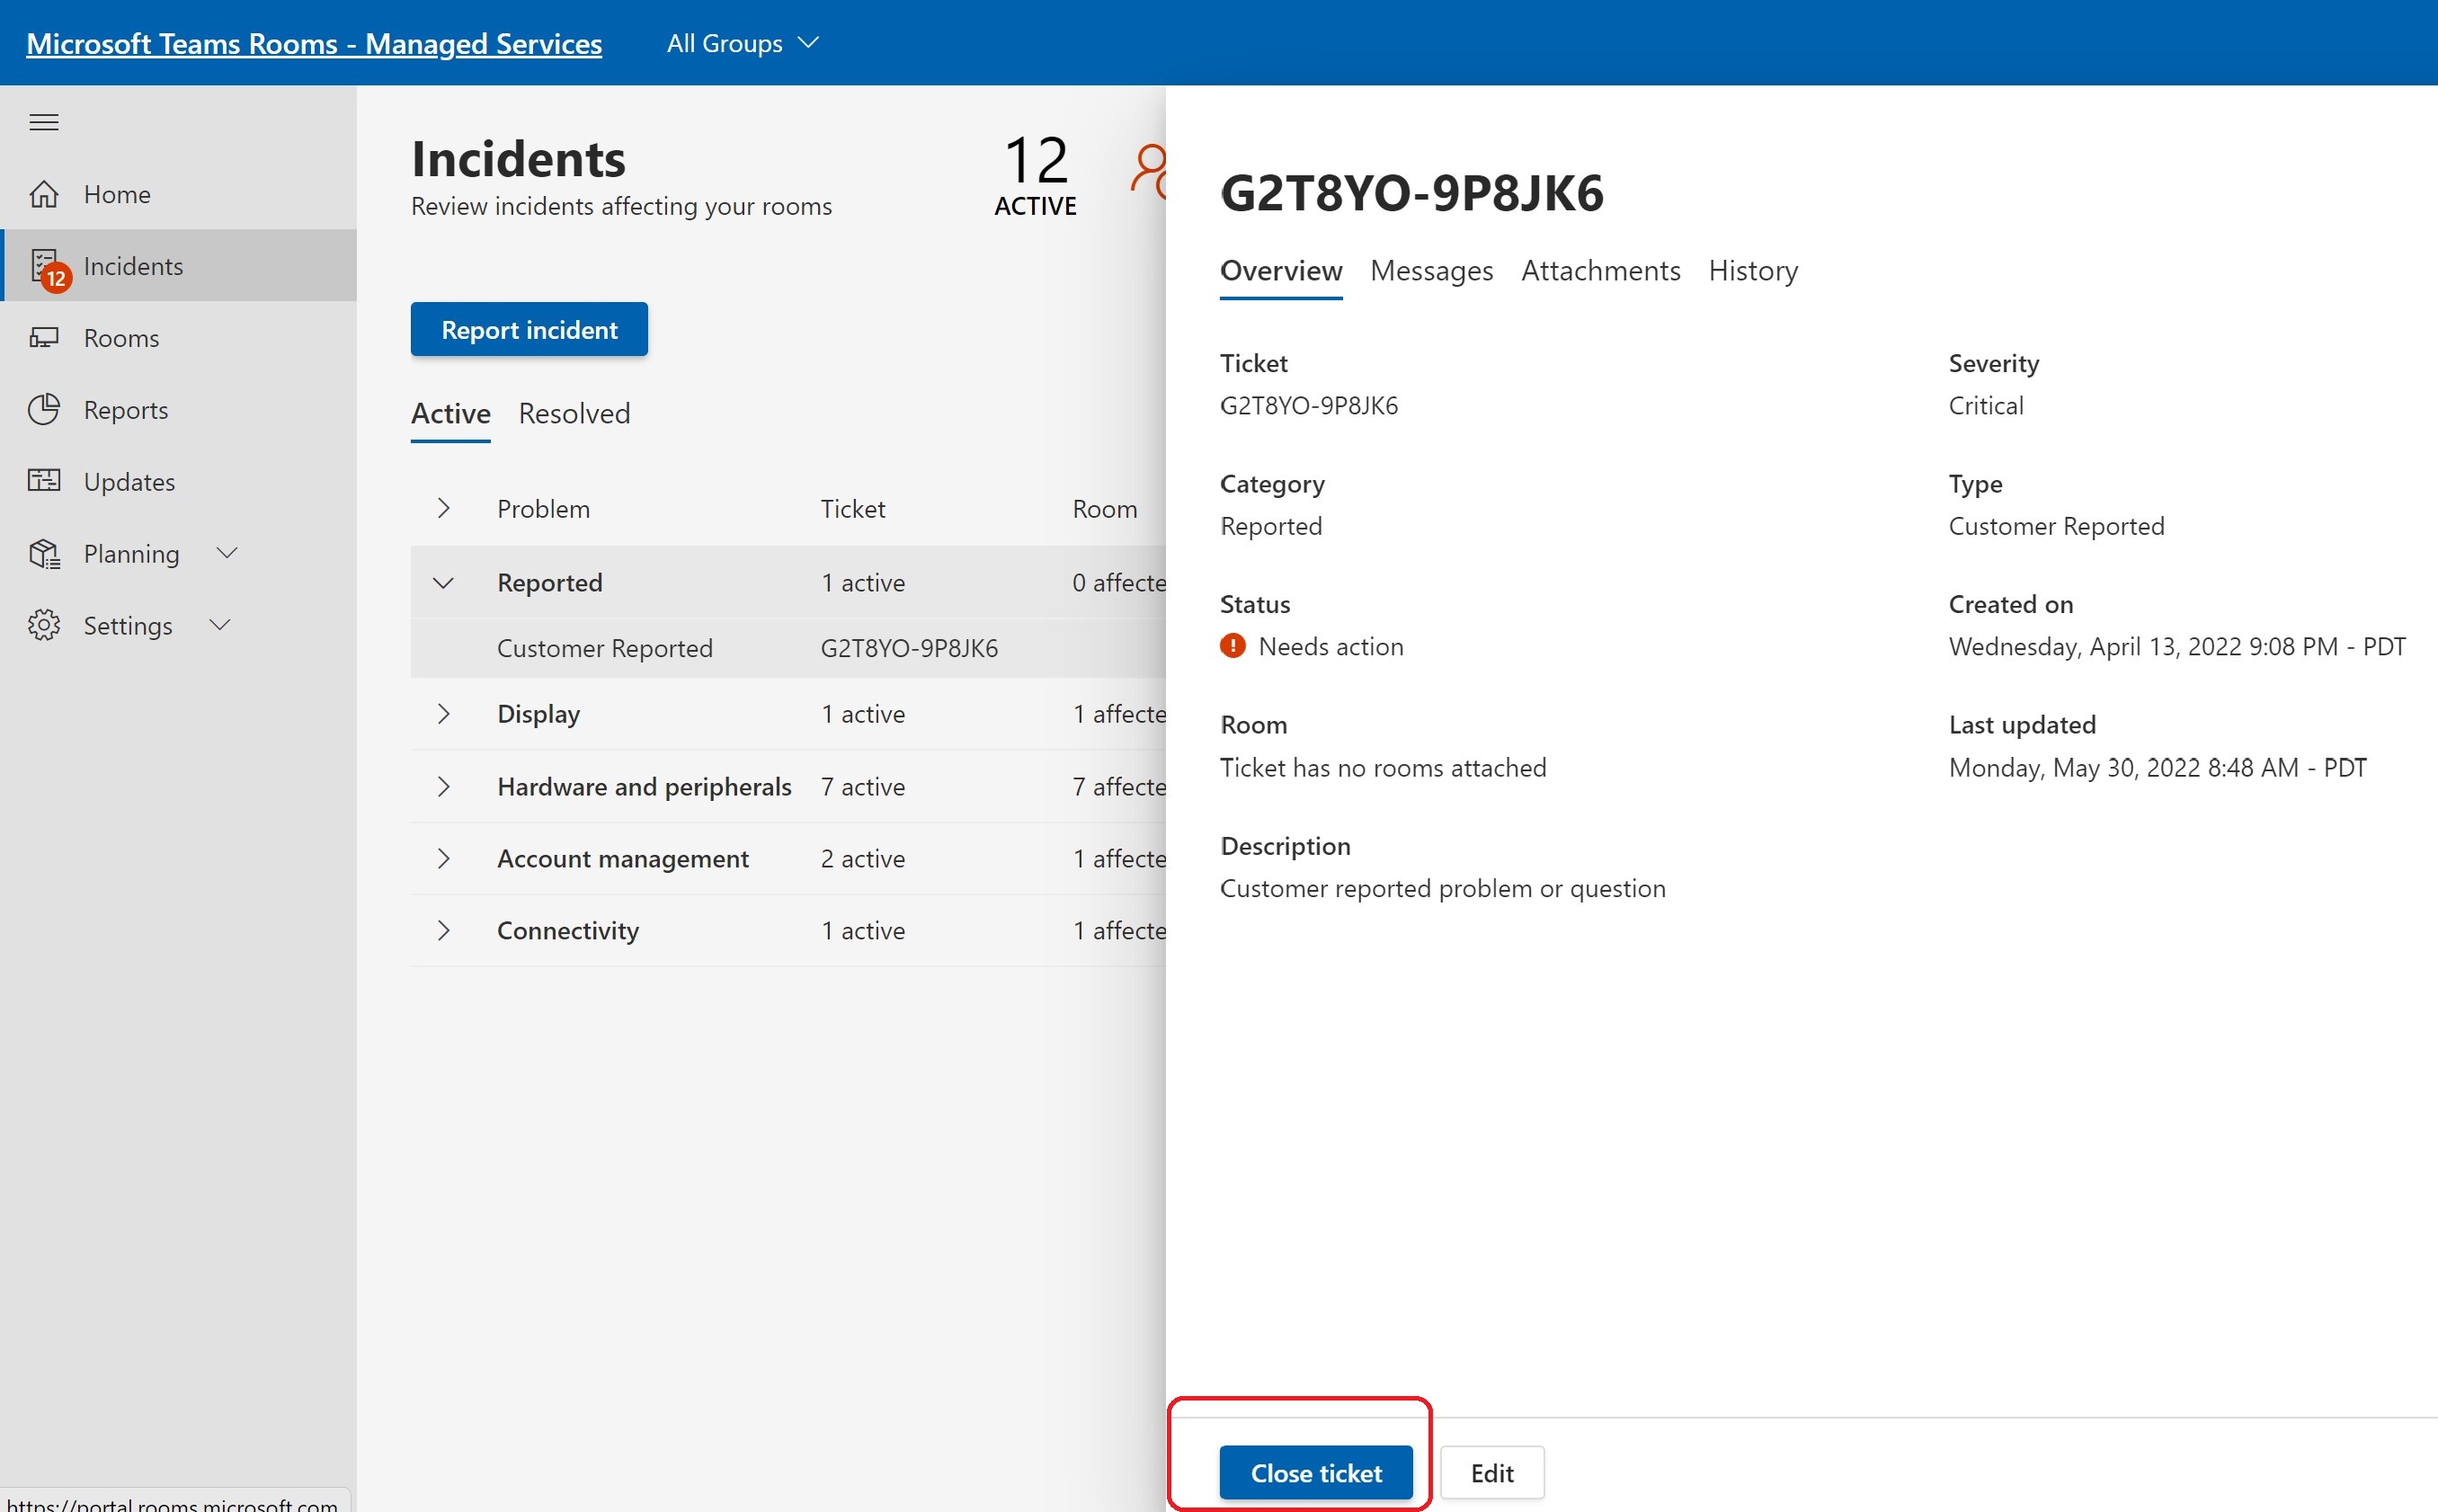 Microsoft Teams Rooms - Managed Services
All Groups
Home
12
Incidents
Rooms
Reports
Updates
Planning
Settings
Incidents
Review incidents affecting your rooms
12
ACTIVE
Report incident
Active Resolved
Problem Ticket Room
Reported 1 active 0 affecte
Customer Reported G2T8YO-9P8JK6
Display 1 active 1 affecte
Hardware and peripherals 7 active 7 affecte
Account management 2 active 1 affecte
Connectivity 1 active 1 affecte
G2T8YO-9P8JK6
Overview Messages Attachments History
Ticket
G2T8YO-9P8JK6
Severity
Critical
Category
Reported
Type
Customer Reported
Status
Needs action
Created on
Wednesday, April 13, 2022 9:08 PM - PDT
Room
Ticket has no rooms attached
Last updated
Monday, May 30, 2022 8:48 AM - PDT
Description
Customer reported problem or question
Close ticket
Edit
https://portal.rooms.microsoft.com